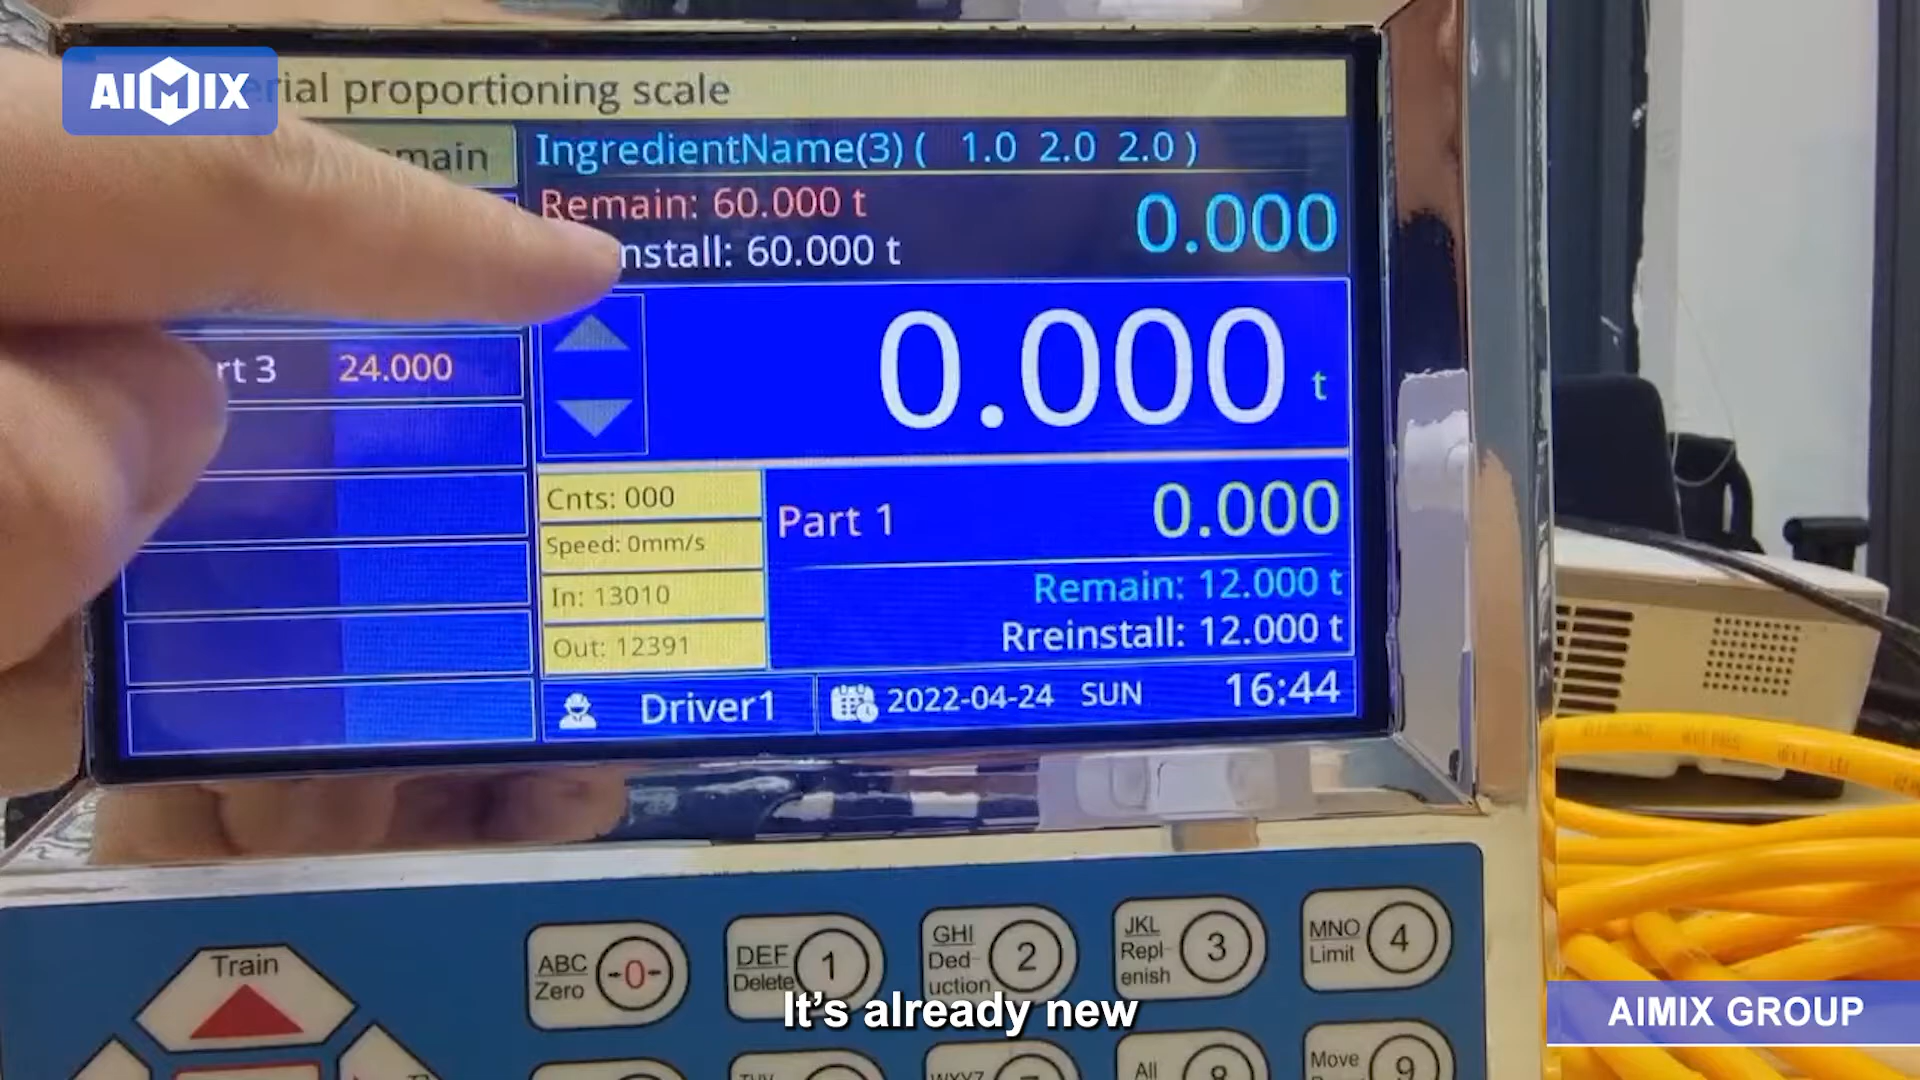 AIMIX
erial proportioning scale
main
IngredientName(3) ( 1.0 2.0 2.0 )
Remain: 60.000 t
nstall: 60.000 t
0.000
0.000 t
rt 3 24.000
Cnts: 000
Speed: 0mm/s
In: 13010
Out: 12391
Part 1 0.000
Remain: 12.000 t
Rreinstall: 12.000 t
Driver1
2022-04-24 SUN 16:44
Train
ABC
Zero
-0-
DEF
Delete
1
GHI
Ded-
uction
2
JKL
Repl-
enish
3
MNO
Limit
4
All
8
Move
9
It's already new
AIMIX GROUP